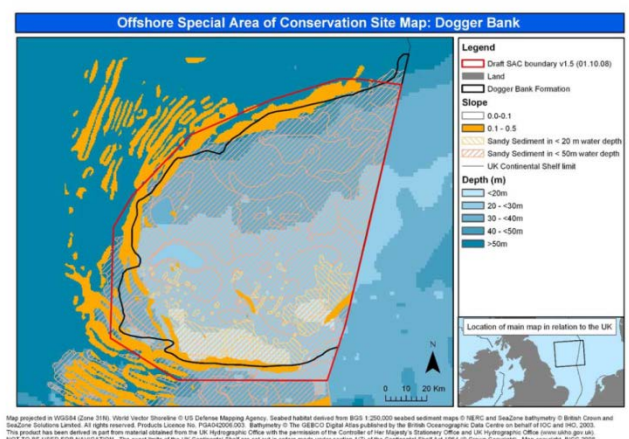 Offshore Special Area of Conservation Site Map: Dogger Bank
Legend
Draft SAC boundary v1.5 (01.10.08)
Land
Dogger Bank Formation
Slope
0.0-0.1
0.1 - 0.5
Sandy Sediment in < 20 m water depth
Sandy Sediment in < 50m water depth
UK Continental Shelf limit
Depth (m)
<20m
20 - <30m
30 - <40m
40 - <50m
>50m
Location of main map in relation to the UK
N
0 10 20 Km
Map projected in WGS84 (Zone 31N). World Vector Shoreline © US Defense Mapping Agency. Seabed habitat derived from BGS 1:250,000 seabed sediment maps © NERC and SeaZone bathymetry © British Crown and
SeaZone Solutions Limited. All rights reserved. Products Licence No. PGA042006.003. Bathymetry © The GEBCO Digital Atlas published by the British Oceanographic Data Centre on behalf of IOC and IHO, 2003.
This product has been derived in part from material obtained from the UK Hydrographic Office with the permission of the Controller of Her Majesty's Stationery Office and UK Hydrographic Office (www.ukho.gov.uk).